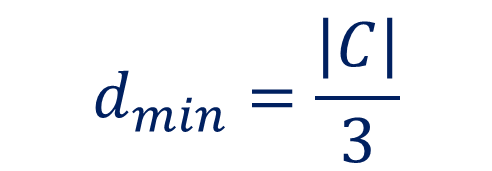 d_min = |C| / 3